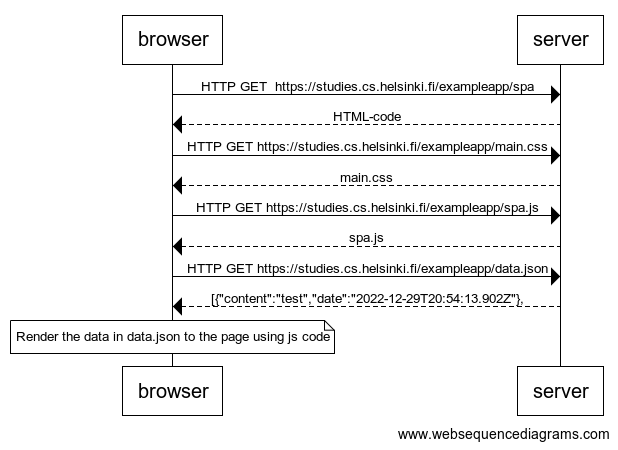 browser server
HTTP GET  https://studies.cs.helsinki.fi/exampleapp/spa
HTML-code
HTTP GET https://studies.cs.helsinki.fi/exampleapp/main.css
main.css
HTTP GET https://studies.cs.helsinki.fi/exampleapp/spa.js
spa.js
HTTP GET https://studies.cs.helsinki.fi/exampleapp/data.json
[{"content":"test","date":"2022-12-29T20:54:13.902Z"},
Render the data in data.json to the page using js code
browser server
www.websequencediagrams.com